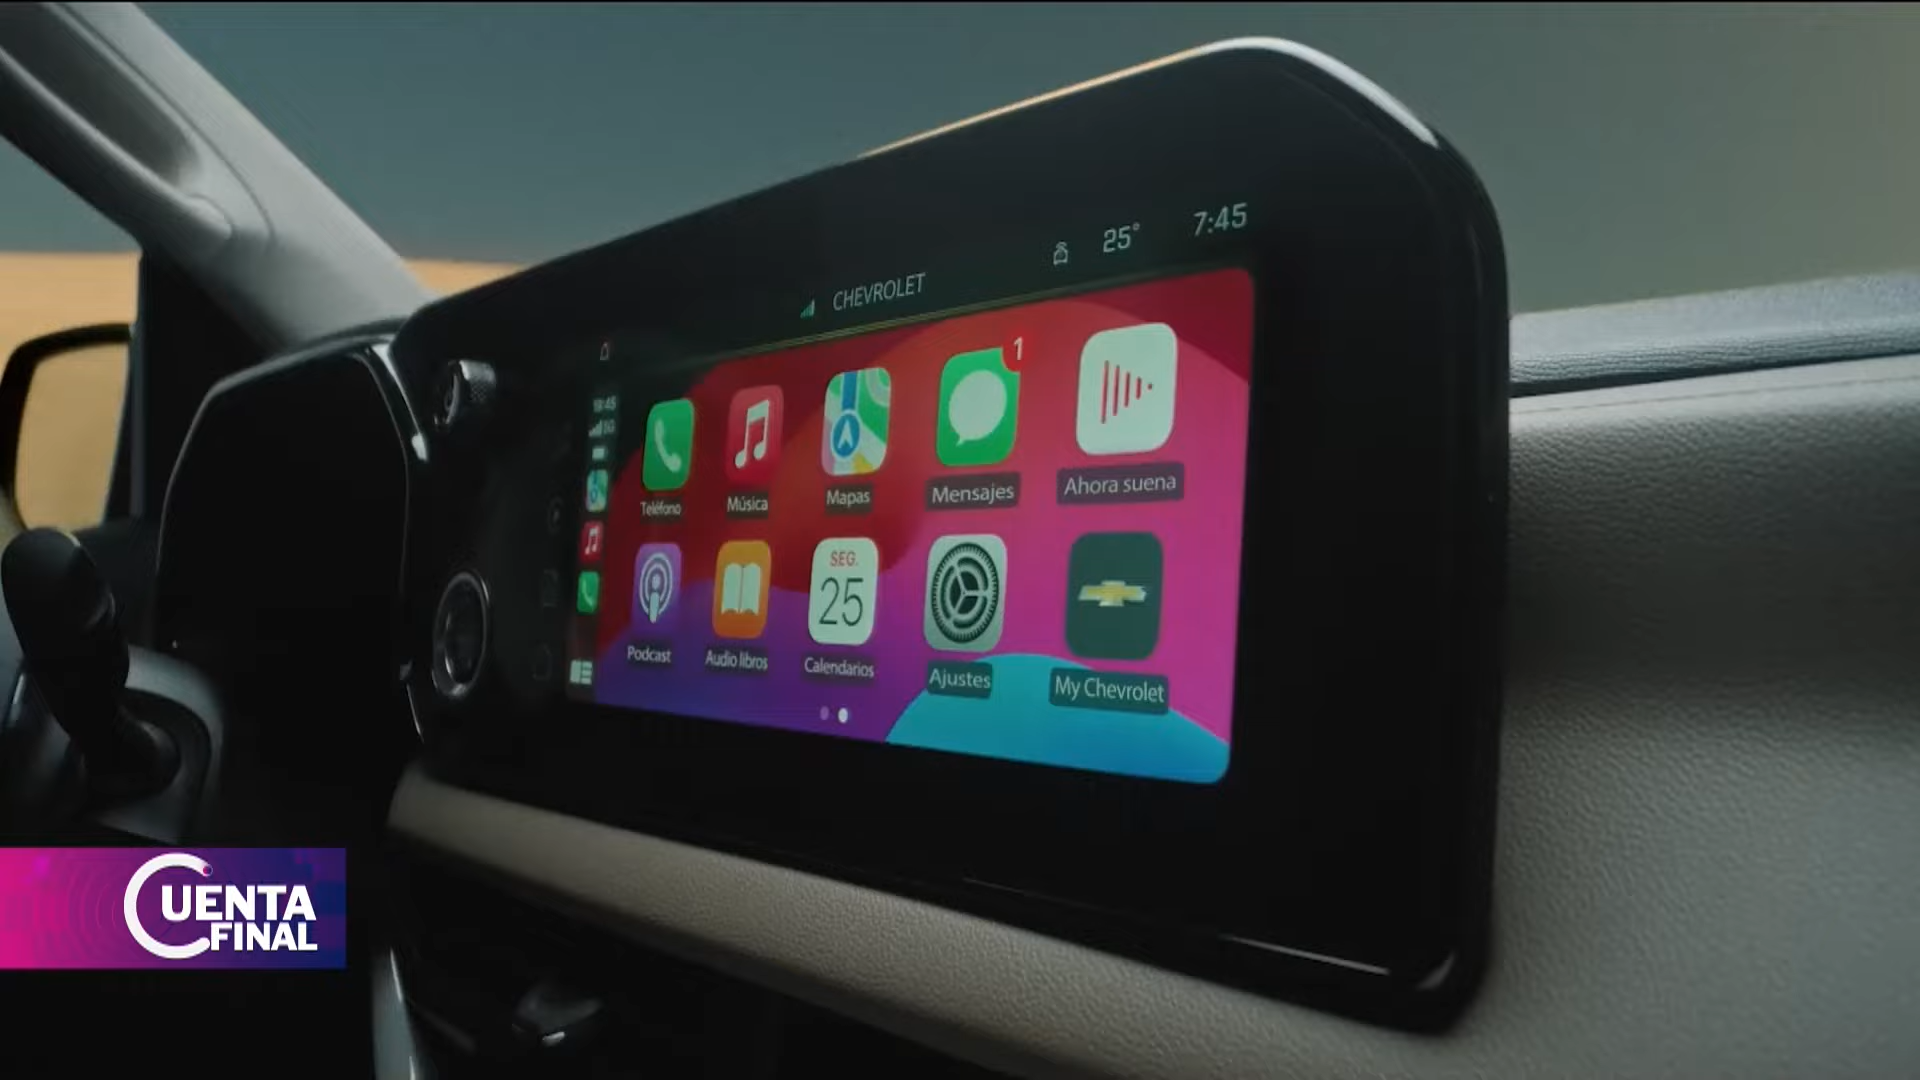 CHEVROLET
25°
7:45
5G
1
Teléfono
Música
Mapas
Mensajes
Ahora suena
SEG.
25
Podcast
Audio libros
Calendarios
Ajustes
My Chevrolet
CUENTA
FINAL